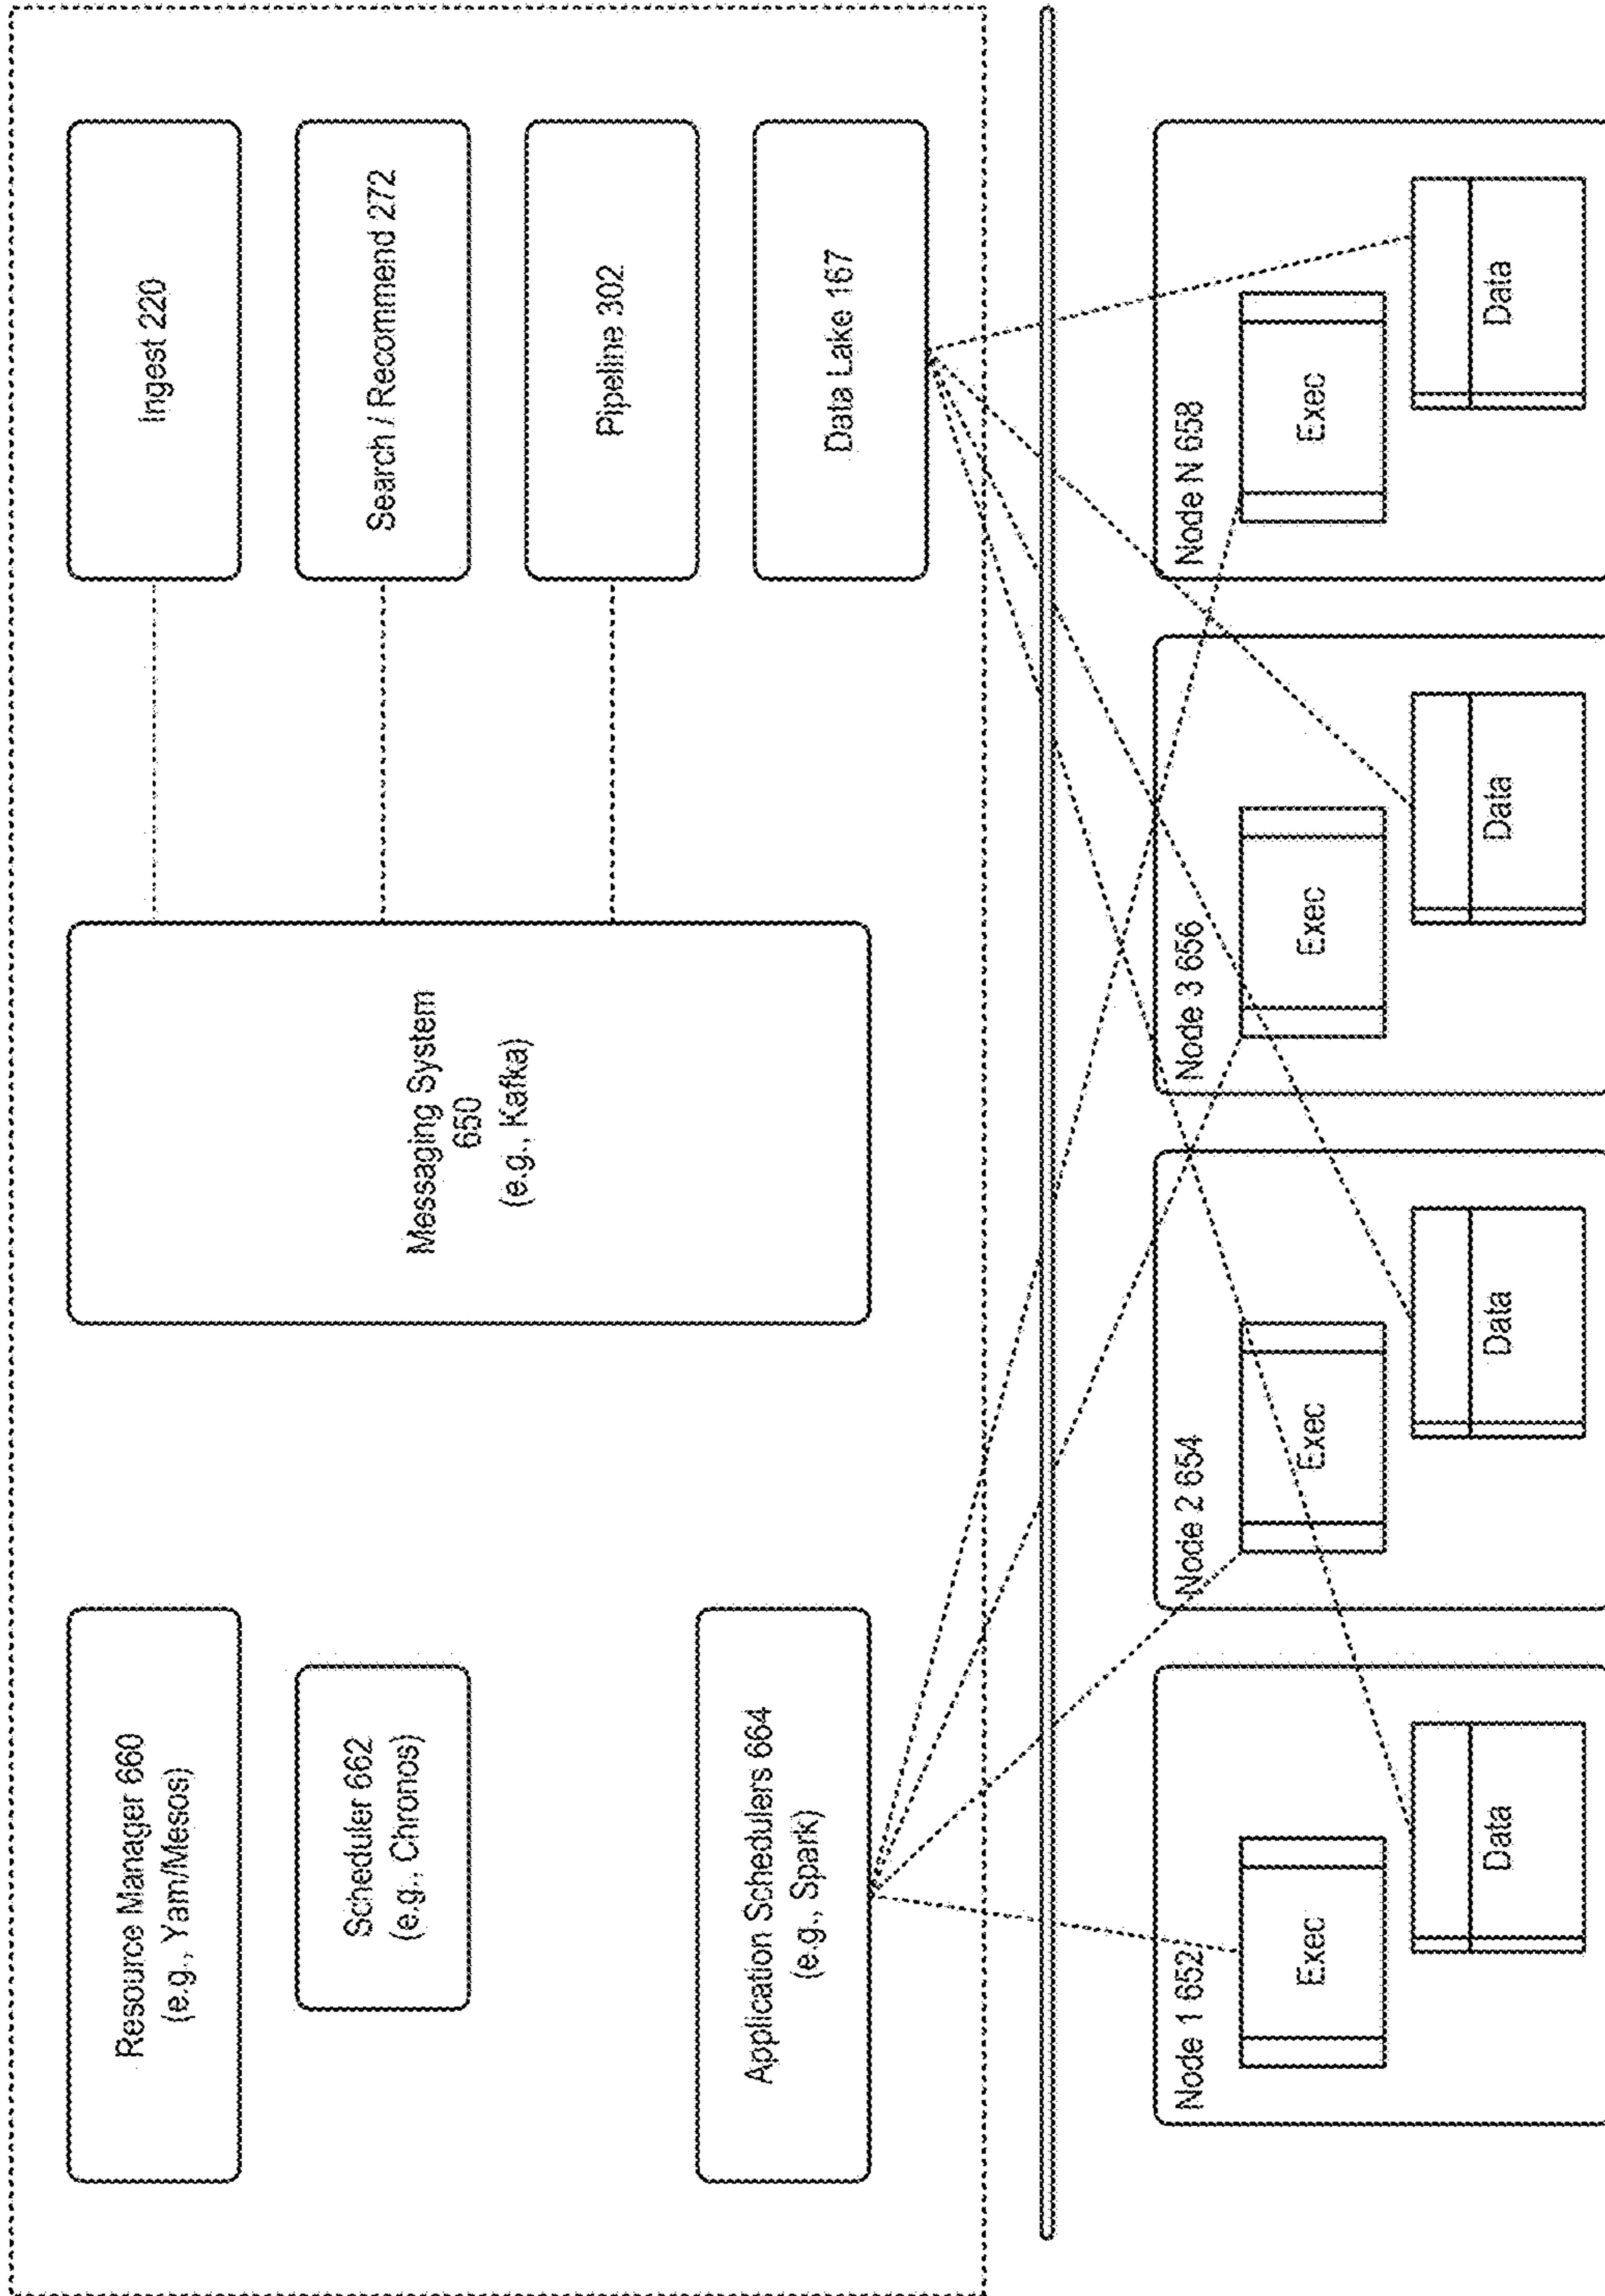 Resource Manager 660
(e.g., Yarn/Mesos)
Scheduler 662
(e.g., Chronos)
Application Schedulers 664
(e.g., Spark)
Messaging System
650
(e.g., Kafka)
Ingest 220
Search / Recommend 272
Pipeline 302
Data Lake 167
Node 1 652
Exec
Data
Node 2 654
Exec
Data
Node 3 656
Exec
Data
Node N 658
Exec
Data